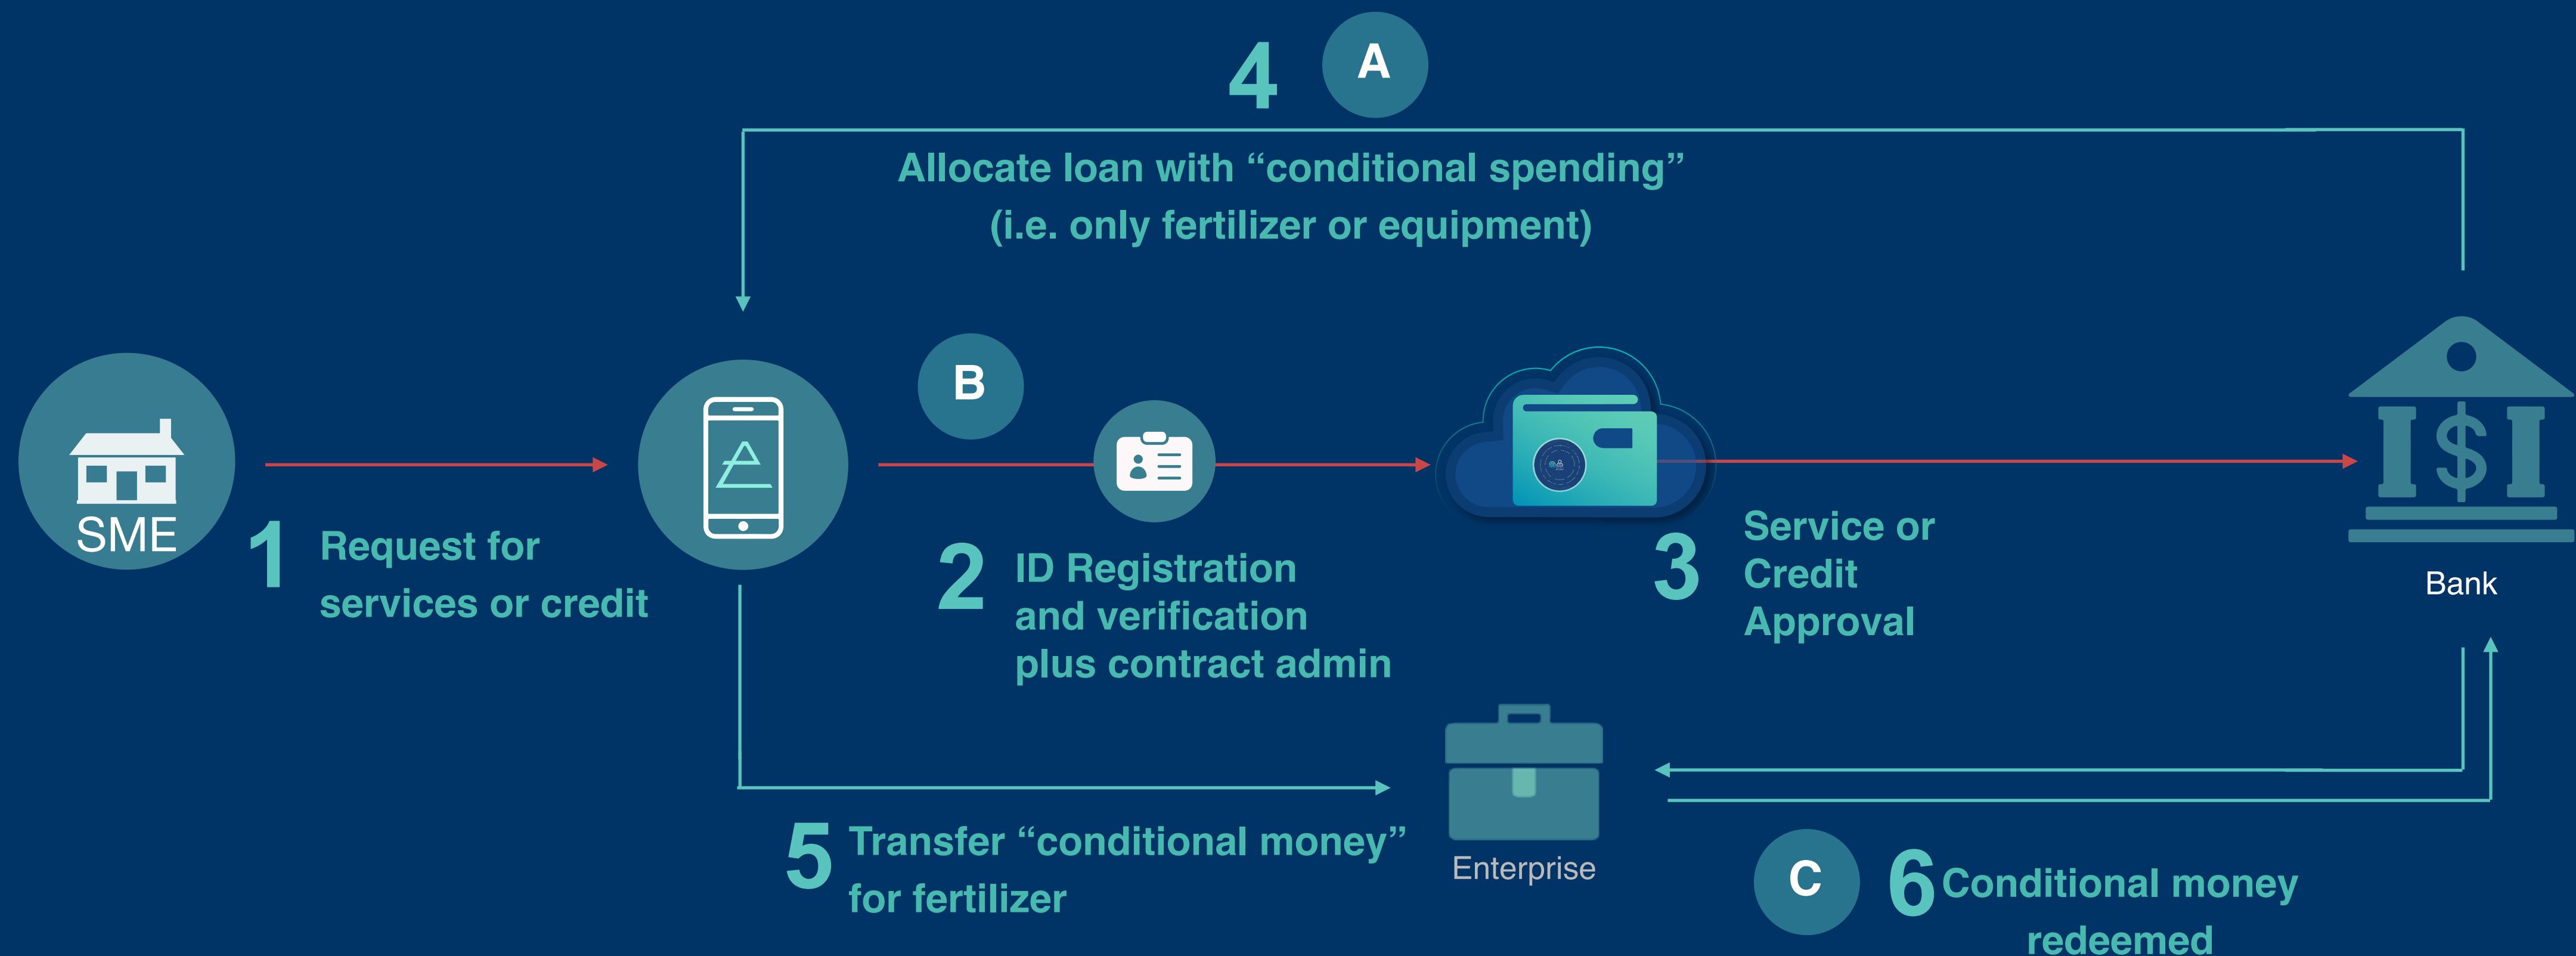 4
A
Allocate loan with “conditional spending”
(i.e. only fertilizer or equipment)
B
SME
1
Request for
services or credit
2
ID Registration
and verification
plus contract admin
3
Service or
Credit
Approval
Bank
5
Transfer “conditional money”
for fertilizer
Enterprise
C
6
Conditional money
redeemed